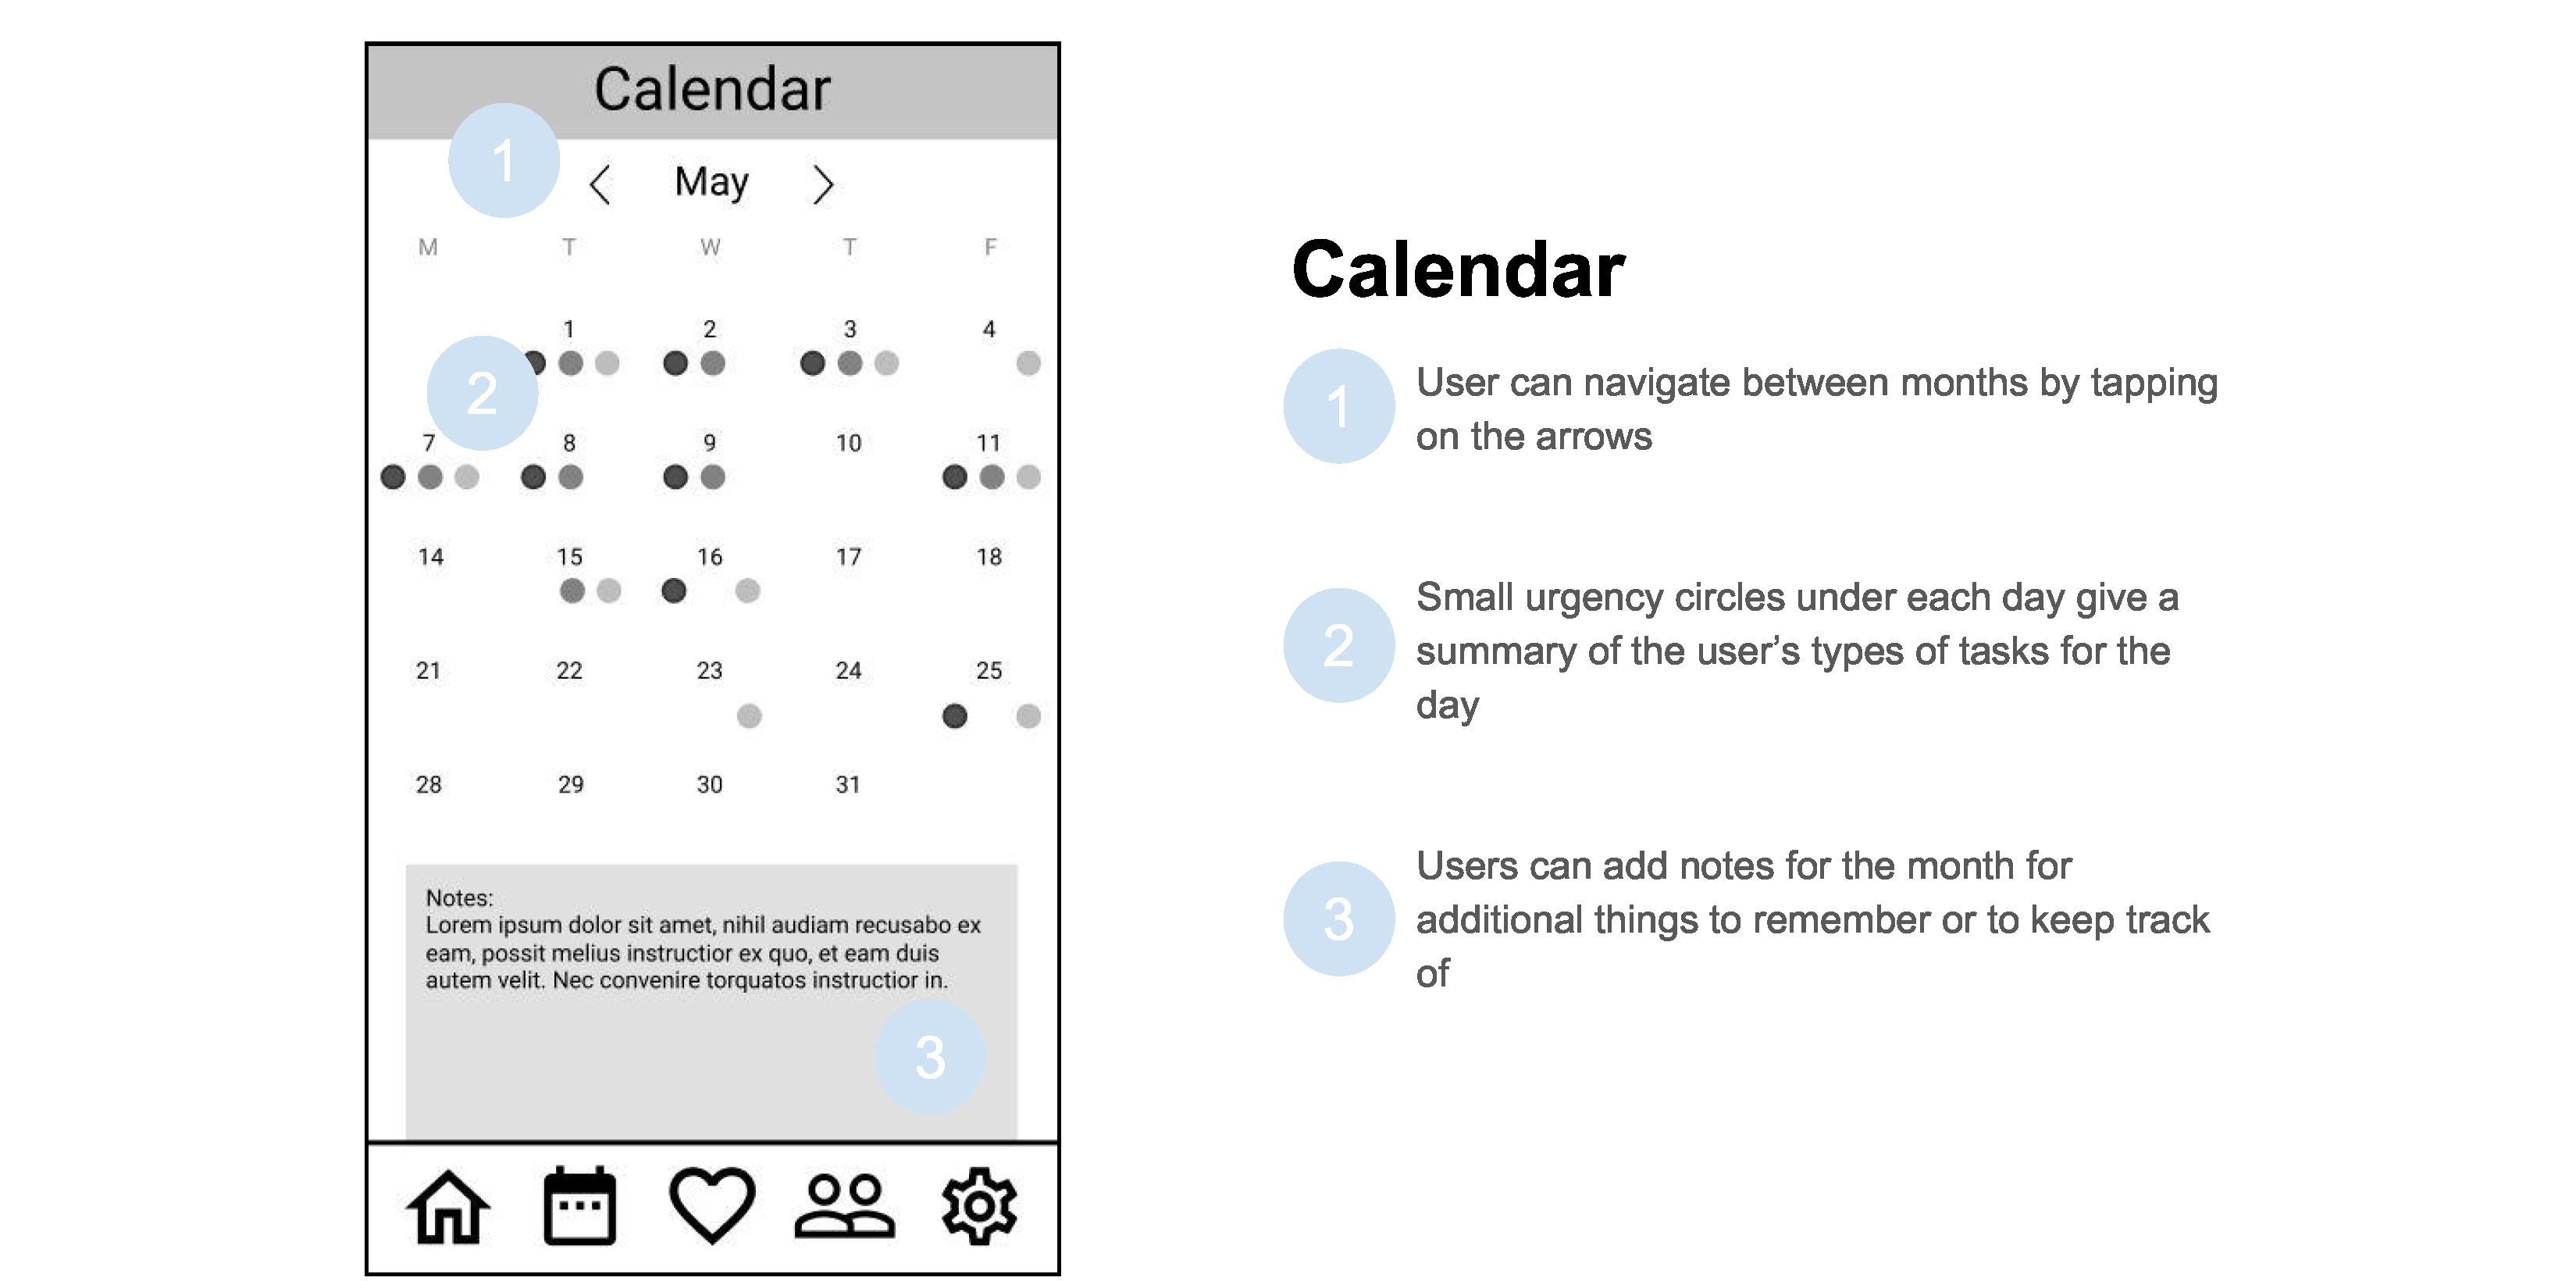 Calendar
1
May
M T W T F
1 2 3 4
2
7 8 9 10 11
14 15 16 17 18
21 22 23 24 25
28 29 30 31
Notes:
Lorem ipsum dolor sit amet, nihil audiam recusabo ex
eam, possit melius instructior ex quo, et eam duis
autem velit. Nec convenire torquatos instructior in.
3
Calendar
1
User can navigate between months by tapping
on the arrows
2
Small urgency circles under each day give a
summary of the user’s types of tasks for the
day
3
Users can add notes for the month for
additional things to remember or to keep track
of